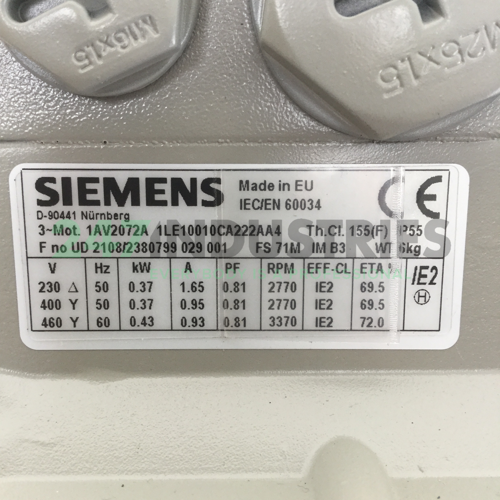 M16x1.5
M25x1.5
SIEMENS
Made in EU
D-90441 Nürnberg
IEC/EN 60034
3~Mot. 1AV2072A 1LE10010CA222AA4 Th.Cl. 155(F) IP55
F no UD 2108/2380799 029 001 FS 71M IM B3 WT 6kg
V Hz kW A PF RPM EFF-CL ETA %
230 Δ 50 0.37 1.65 0.81 2770 IE2 69.5
400 Y 50 0.37 0.95 0.81 2770 IE2 69.5
460 Y 60 0.43 0.93 0.81 3370 IE2 72.0
CE
IE2
H
INDUSTRIES